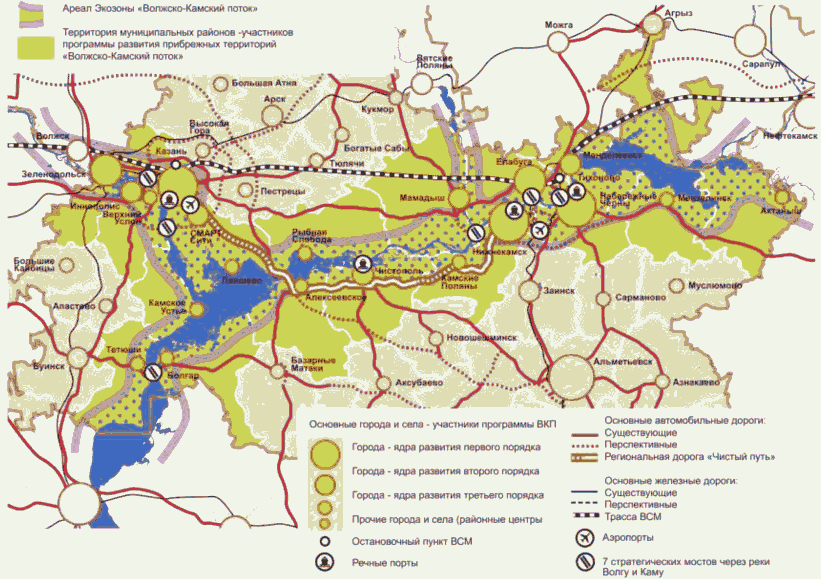 Ареал Экозоны «Волжско-Камский поток»
Территория муниципальных районов -участников
программы развития прибрежных территорий
«Волжско-Камский поток»
Агрыз
Можга
Сарапул
Вятские
Поляны
Большая Атня
Кукмор
Арск
Высокая
Гора
Нефтекамск
Волжск
Казань
Богатые Сабы
Тюлячи
Елабуга
Менделеевск
Зеленодольск
Тихоново
Пестрецы
Мамадыш
Набережные
Челны
Мензелинск
Актаныш
Иннополис
Верхний
Услон
СМАРТ
Сити
Рыбная
Слобода
Нижнекамск
Большие
Кайбицы
Лаишево
Чистополь
Камские
Поляны
Заинск
Сарманово
Муслюмово
Апастово
Камское
Устье
Алексеевское
Новошешминск
Тетюши
Буинск
Болгар
Базарные
Матаки
Аксубаево
Альметьевск
Азнакаево
Основные города и села - участники программы ВКП
Города - ядра развития первого порядка
Города - ядра развития второго порядка
Города - ядра развития третьего порядка
Прочие города и села (районные центры
Остановочный пункт ВСМ
Речные порты
Основные автомобильные дороги:
Существующие
Перспективные
Региональная дорога «Чистый путь»
Основные железные дороги:
Существующие
Перспективные
Трасса ВСМ
Аэропорты
7 стратегических мостов через реки
Волгу и Каму